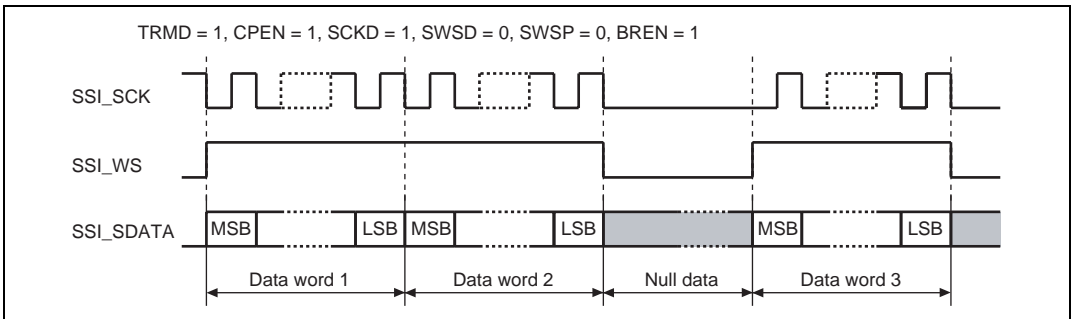 TRMD = 1, CPEN = 1, SCKD = 1, SWSD = 0, SWSP = 0, BREN = 1
SSI_SCK
SSI_WS
SSI_SDATA MSB LSB MSB LSB MSB LSB
Data word 1 Data word 2 Null data Data word 3